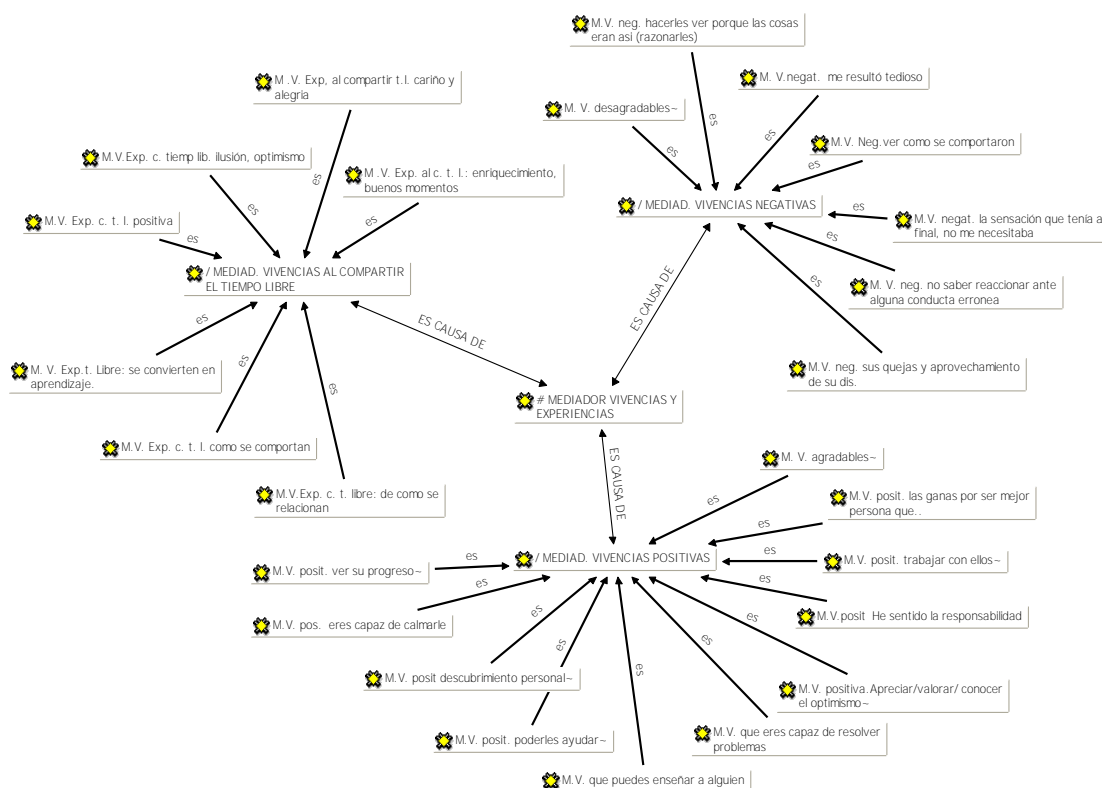 M.V. neg. hacerles ver porque las cosas
eran asi (razonarles)
M .V. Exp, al compartir t.l. cariño y
alegria
M. V.negat. me resultó tedioso
M. V. desagradables~
es
es
es
M.V. Neg.ver como se comportaron
es
M.V.Exp. c. tiemp lib. ilusión, optimismo
es
M .V. Exp. al c. t. l.: enriquecimiento,
buenos momentos
es
es
/ MEDIAD. VIVENCIAS NEGATIVAS
es
M.V. negat. la sensación que tenía a
final, no me necesitaba
M.V. Exp. c. t. l. positiva
es
es
/ MEDIAD. VIVENCIAS AL COMPARTIR
EL TIEMPO LIBRE
es
M. V. neg. no saber reaccionar ante
alguna conducta erronea
ES CAUSA DE
ES CAUSA DE
es
es
es
es
M. V. Exp.t. Libre: se convierten en
aprendizaje.
M.V. neg. sus quejas y aprovechamiento
de su dis.
# MEDIADOR VIVENCIAS Y
EXPERIENCIAS
M.V. Exp. c. t. l. como se comportan
M. V. agradables~
ES CAUSA DE
M.V.Exp. c. t. libre: de como se
relacionan
es
M.V. posit. las ganas por ser mejor
persona que..
es
/ MEDIAD. VIVENCIAS POSITIVAS
es
M.V. posit. trabajar con ellos~
es
M.V. posit. ver su progreso~
es
es
M.V.posit He sentido la responsabilidad
M.V. pos. eres capaz de calmarle
es
es
es
es
es
M.V. posit descubrimiento personal~
M.V. positiva.Apreciar/valorar/ conocer
el optimismo~
M.V. posit. poderles ayudar~
M.V. que eres capaz de resolver
problemas
M.V. que puedes enseñar a alguien